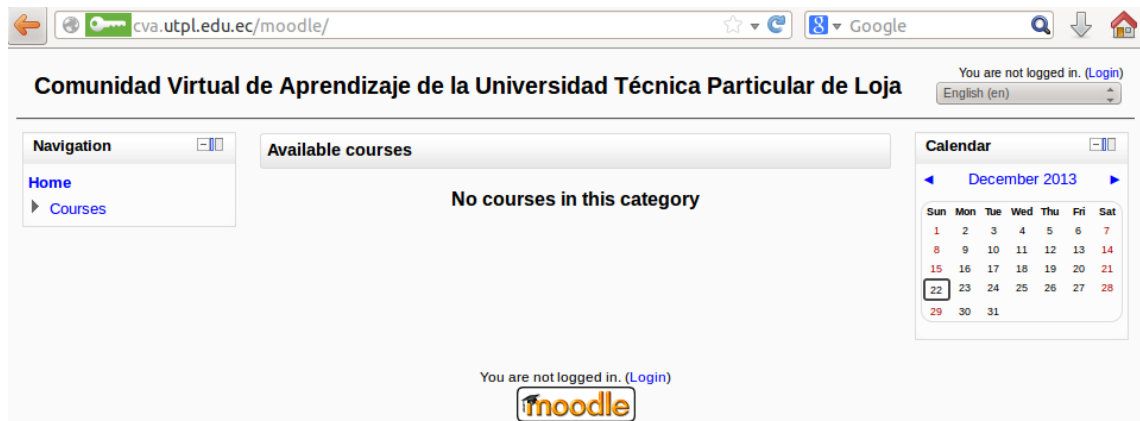 cva.utpl.edu.ec/moodle/
Google
Comunidad Virtual de Aprendizaje de la Universidad Técnica Particular de Loja
You are not logged in. (Login)
English (en)
Navigation
Home
Courses
Available courses
No courses in this category
Calendar
December 2013
Sun Mon Tue Wed Thu Fri Sat
1 2 3 4 5 6 7
8 9 10 11 12 13 14
15 16 17 18 19 20 21
22 23 24 25 26 27 28
29 30 31
You are not logged in. (Login)
moodle